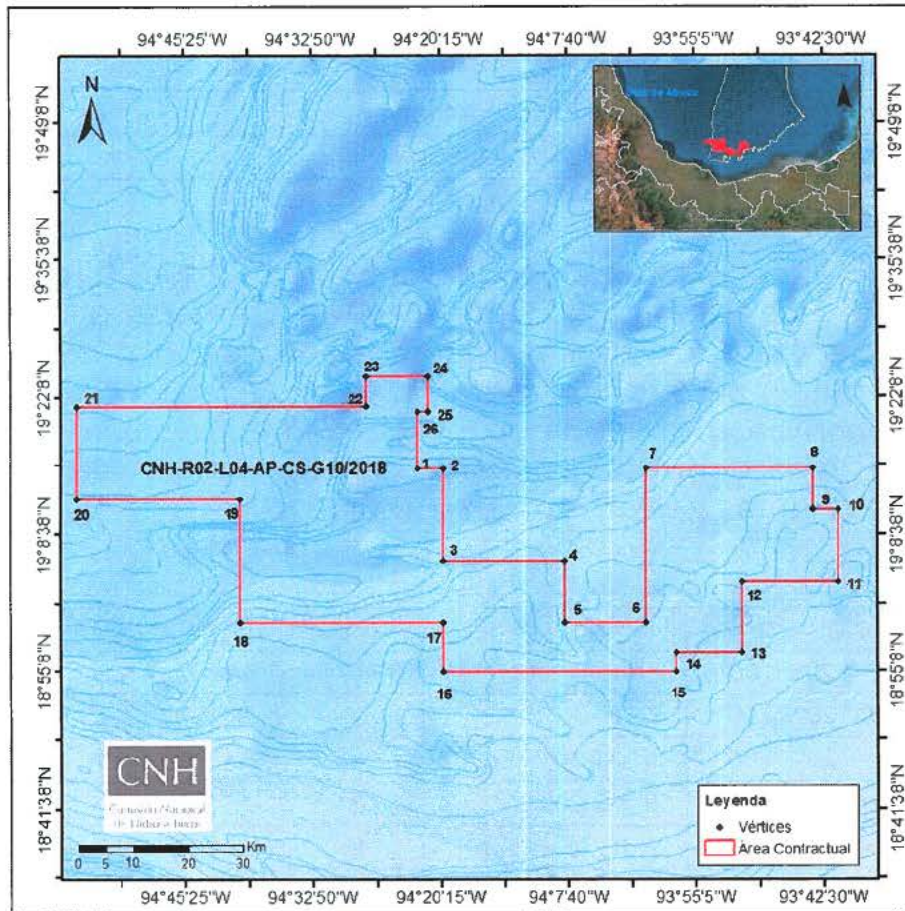 94°45'25"W 94°32'50"W 94°20'15"W 94°7'40"W 93°55'5"W 93°42'30"W
N
19°49'8"N 19°49'8"N
19°35'38"N 19°35'38"N
23 24
19°22'8"N 19°22'8"N
21 22 25
26
CNH-R02-L04-AP-CS-G10/2018 1 2 7 8
20 19 9 10
19°8'38"N 19°8'38"N
3 4
12 11
18 17 5 6
14 13
18°55'8"N 18°55'8"N
16 15
CNH
Comisión Nacional
de Hidrocarburos
Leyenda
Vértices
Área Contractual
18°41'38"N 18°41'38"N
Km
0 5 10 20 30
94°45'25"W 94°32'50"W 94°20'15"W 94°7'40"W 93°55'5"W 93°42'30"W